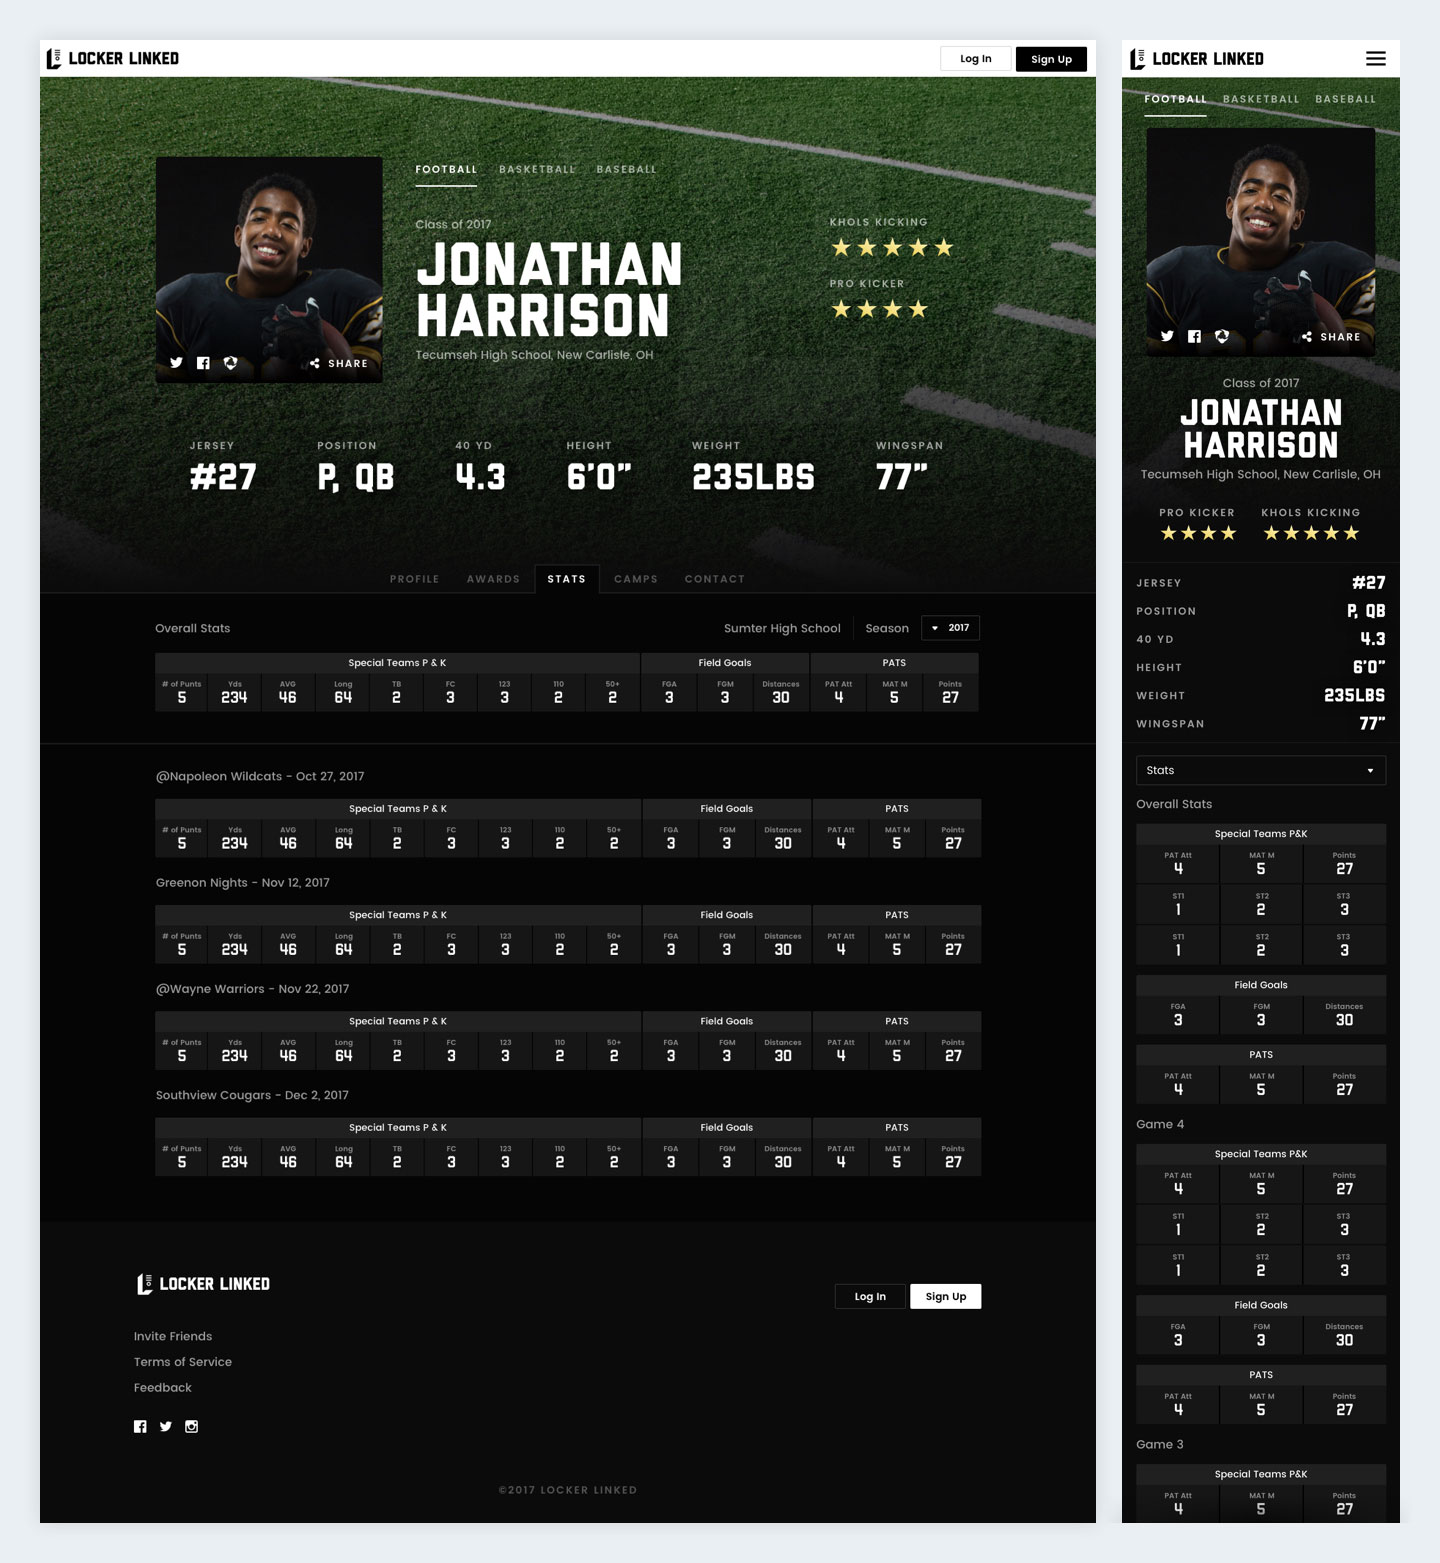 LOCKER LINKED
Log In
Sign Up
FOOTBALL BASKETBALL BASEBALL
Class of 2017
JONATHAN
HARRISON
Tecumseh High School, New Carlisle, OH
KHOLS KICKING
PRO KICKER
SHARE
JERSEY POSITION 40 YD HEIGHT WEIGHT WINGSPAN
#27 P, QB 4.3 6'0" 235LBS 77"
PROFILE AWARDS STATS CAMPS CONTACT
Overall Stats Sumter High School Season 2017
Special Teams P & K Field Goals PATS
# of Punts Yds AVG Long TB FC 123 110 50+ FGA FGM Distances PAT Att MAT M Points
5 234 46 64 2 3 3 2 2 3 3 30 4 5 27
@Napoleon Wildcats - Oct 27, 2017
Special Teams P & K Field Goals PATS
# of Punts Yds AVG Long TB FC 123 110 50+ FGA FGM Distances PAT Att MAT M Points
5 234 46 64 2 3 3 2 2 3 3 30 4 5 27
Greenon Nights - Nov 12, 2017
Special Teams P & K Field Goals PATS
# of Punts Yds AVG Long TB FC 123 110 50+ FGA FGM Distances PAT Att MAT M Points
5 234 46 64 2 3 3 2 2 3 3 30 4 5 27
@Wayne Warriors - Nov 22, 2017
Special Teams P & K Field Goals PATS
# of Punts Yds AVG Long TB FC 123 110 50+ FGA FGM Distances PAT Att MAT M Points
5 234 46 64 2 3 3 2 2 3 3 30 4 5 27
Southview Cougars - Dec 2, 2017
Special Teams P & K Field Goals PATS
# of Punts Yds AVG Long TB FC 123 110 50+ FGA FGM Distances PAT Att MAT M Points
5 234 46 64 2 3 3 2 2 3 3 30 4 5 27
LOCKER LINKED
Log In
Sign Up
Invite Friends
Terms of Service
Feedback
©2017 LOCKER LINKED
LOCKER LINKED
FOOTBALL BASKETBALL BASEBALL
SHARE
Class of 2017
JONATHAN
HARRISON
Tecumseh High School, New Carlisle, OH
PRO KICKER KHOLS KICKING
JERSEY #27
POSITION P, QB
40 YD 4.3
HEIGHT 6'0"
WEIGHT 235LBS
WINGSPAN 77"
Stats
Overall Stats
Special Teams P&K
PAT Att MAT M Points
4 5 27
ST1 ST2 ST3
1 2 3
ST1 ST2 ST3
1 2 3
Field Goals
FGA FGM Distances
3 3 30
PATS
PAT Att MAT M Points
4 5 27
Game 4
Special Teams P&K
PAT Att MAT M Points
4 5 27
ST1 ST2 ST3
1 2 3
ST1 ST2 ST3
1 2 3
Field Goals
FGA FGM Distances
3 3 30
PATS
PAT Att MAT M Points
4 5 27
Game 3
Special Teams P&K
PAT Att MAT M Points
4 5 27